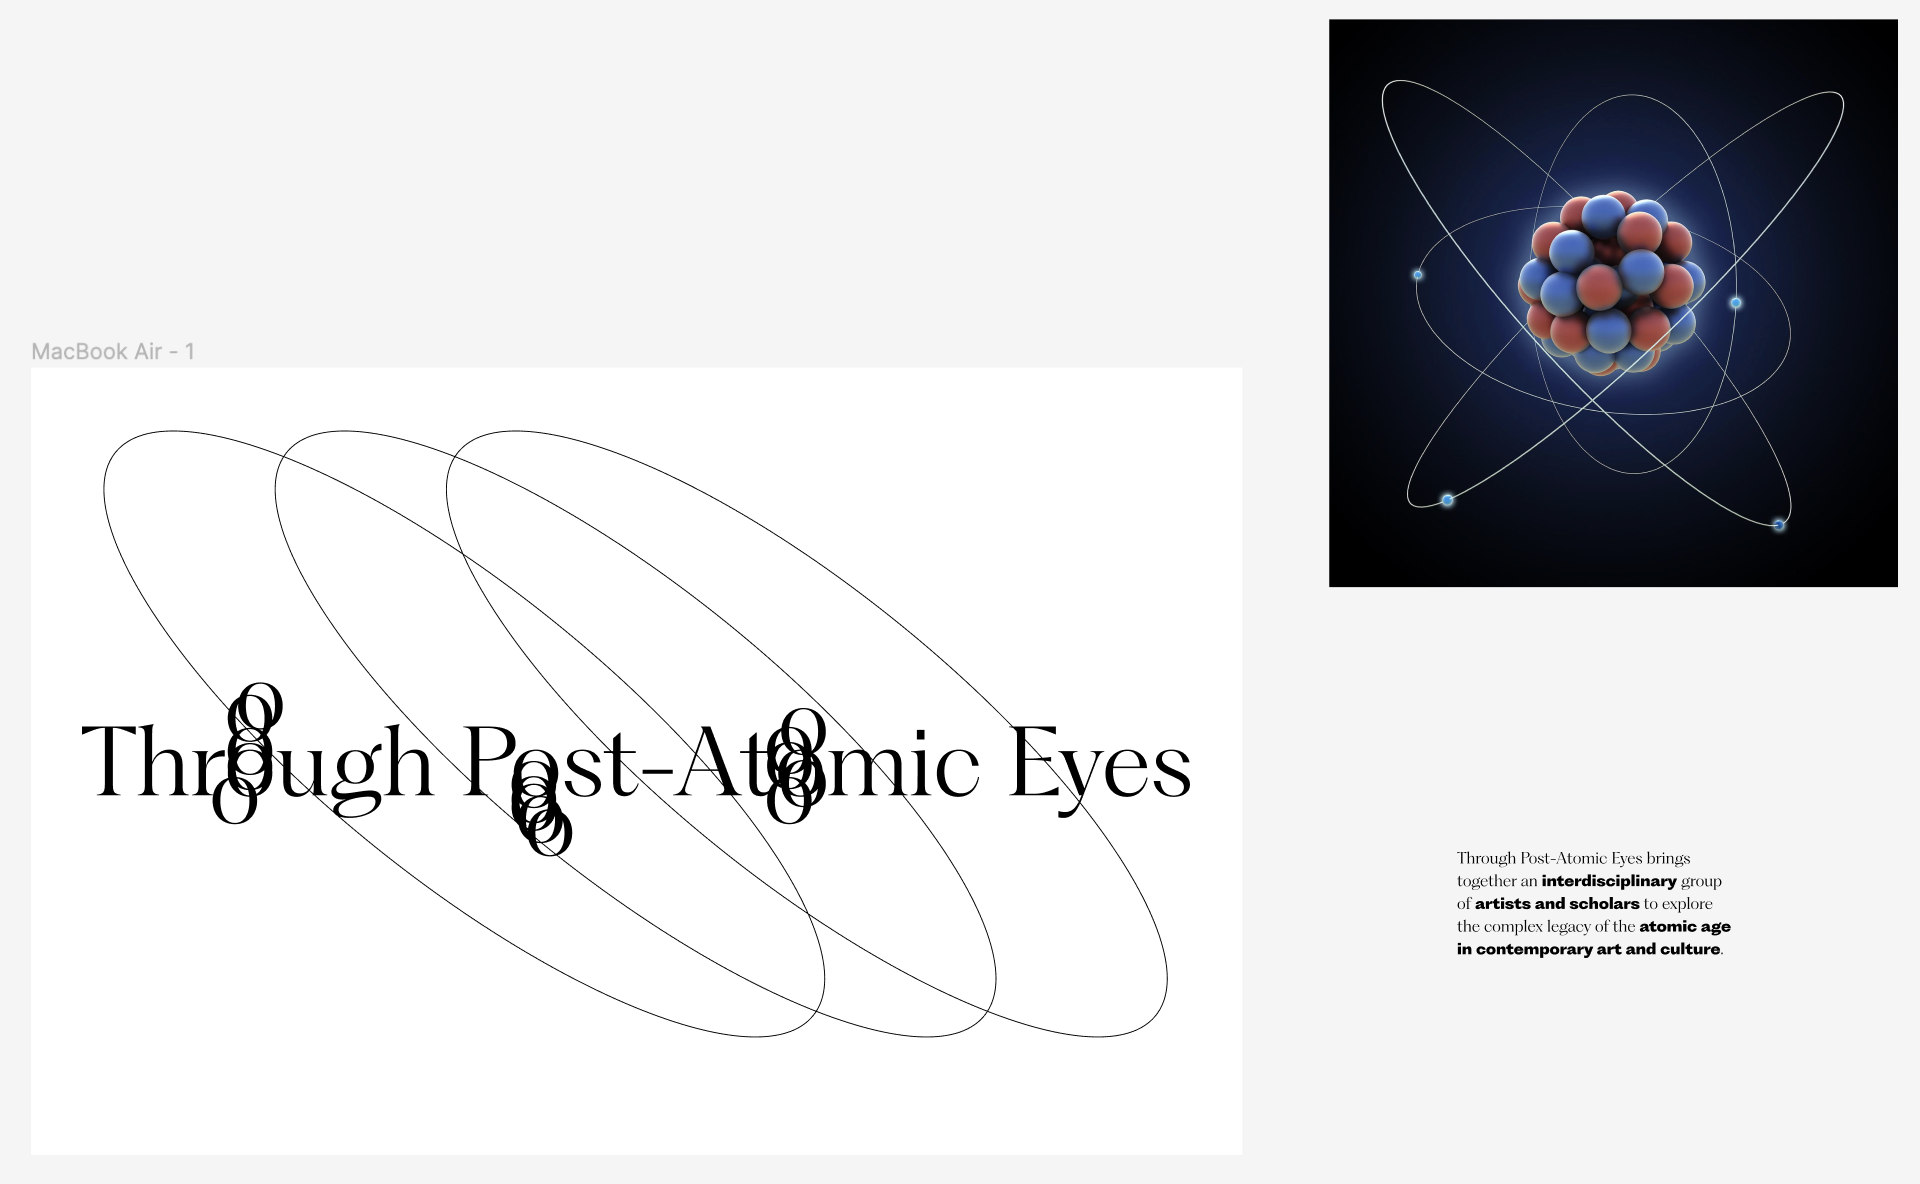 MacBook Air - 1
Through Post-Atomic Eyes
Through Post-Atomic Eyes brings
together an interdisciplinary group
of artists and scholars to explore
the complex legacy of the atomic age
in contemporary art and culture.